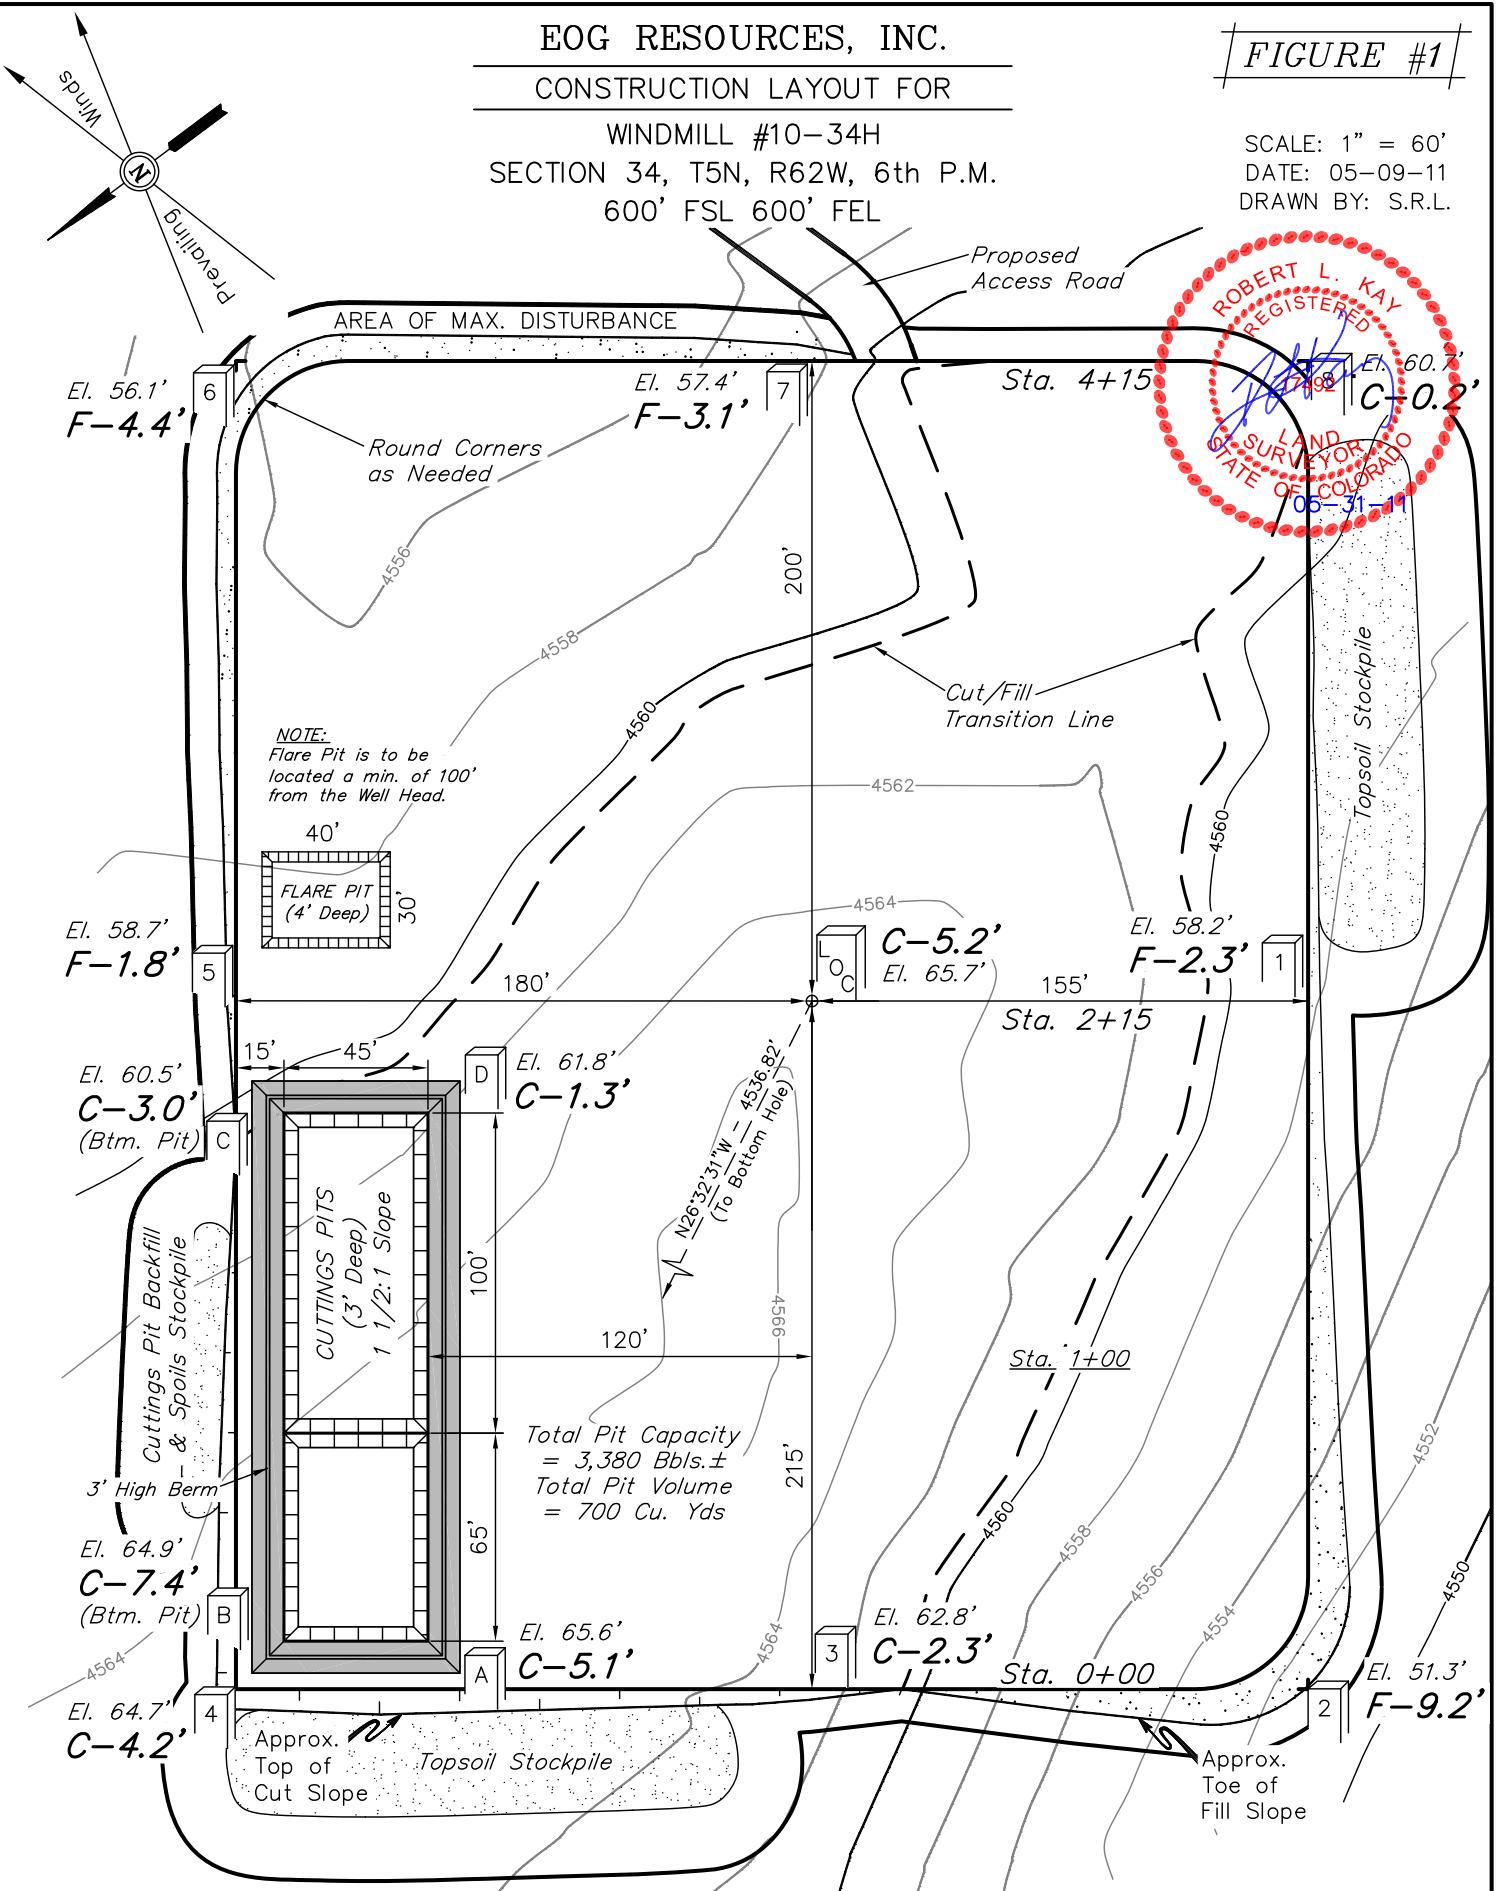 EOG RESOURCES, INC.
CONSTRUCTION LAYOUT FOR
WINDMILL #10-34H
SECTION 34, T5N, R62W, 6th P.M.
600' FSL 600' FEL
FIGURE #1
SCALE: 1" = 60'
DATE: 05-09-11
DRAWN BY: S.R.L.
Winds
N
Prevailing
Proposed
Access Road
ROBERT L. KAY
REGISTERED
17492
LAND
SURVEYOR
STATE OF COLORADO
05-31-11
AREA OF MAX. DISTURBANCE
El. 56.1'
F-4.4'
6
El. 57.4'
F-3.1'
7
Sta. 4+15
8
El. 60.7'
C-0.2'
Round Corners
as Needed
4556
200'
4558
Cut/Fill
Transition Line
Topsoil Stockpile
4560
NOTE:
Flare Pit is to be
located a min. of 100'
from the Well Head.
4562
4560
40'
FLARE PIT
(4' Deep)
30'
4564
El. 58.7'
F-1.8'
5
LOC
C-5.2'
El. 65.7'
El. 58.2'
F-2.3'
1
180'
155'
Sta. 2+15
15'
45'
El. 60.5'
C-3.0'
(Btm. Pit)
C
D
El. 61.8'
C-1.3'
N26°32'31"W - 4536.82'
(To Bottom Hole)
CUTTINGS PITS
(3' Deep)
1 1/2:1 Slope
100'
Cuttings Pit Backfill
& Spoils Stockpile
4566
120'
Sta. 1+00
Total Pit Capacity
= 3,380 Bbls.±
Total Pit Volume
= 700 Cu. Yds
215'
3' High Berm
65'
4552
4560
4558
4556
4554
4550
El. 64.9'
C-7.4'
(Btm. Pit)
B
4564
El. 65.6'
C-5.1'
A
4564
3
El. 62.8'
C-2.3'
Sta. 0+00
El. 51.3'
F-9.2'
2
El. 64.7'
C-4.2'
4
Approx.
Top of
Cut Slope
Topsoil Stockpile
Approx.
Toe of
Fill Slope